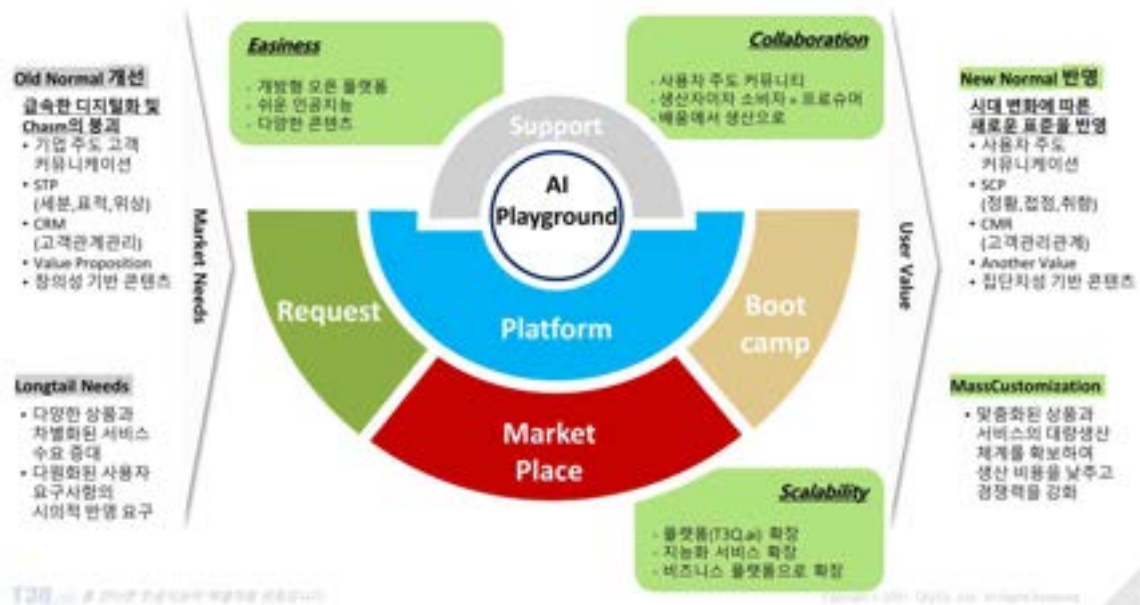 Old Normal 개선
급속한 디지털화 및
Chasm의 붕괴
• 기업 주도 고객
커뮤니케이션
• STP
(세분,표적,위상)
• CRM
(고객관계관리)
• Value Proposition
• 창의성 기반 콘텐츠
Longtail Needs
• 다양한 상품과
차별화된 서비스
수요 증대
• 다원화된 사용자
요구사항의
시의적 반영 요구
Market Needs
Easiness
- 개방형 오픈 플랫폼
- 쉬운 인공지능
- 다양한 콘텐츠
Collaboration
- 사용자 주도 커뮤니티
- 생산자이자 소비자 = 프로슈머
- 배움에서 생산으로
Support
AI
Playground
Request
Platform
Boot
camp
Market
Place
Scalability
- 플랫폼(T3Q.ai) 확장
- 지능화 서비스 확장
- 비즈니스 플랫폼으로 확장
User Value
New Normal 반영
시대 변화에 따른
새로운 표준을 반영
• 사용자 주도
커뮤니케이션
• SCP
(정황,접점,취향)
• CMR
(고객관리관계)
• Another Value
• 집단지성 기반 콘텐츠
MassCustomization
• 맞춤화된 상품과
서비스의 대량생산
체계를 확보하여
생산 비용을 낮추고
경쟁력을 강화